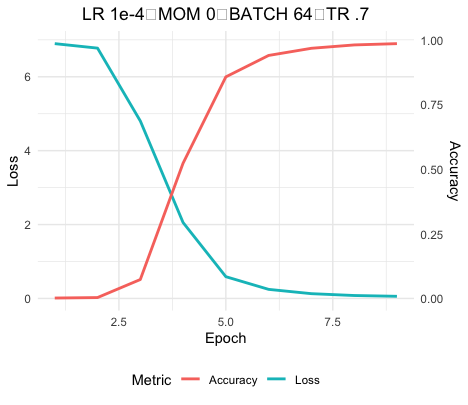 LR 1e-4□MOM 0□BATCH 64□TR .7
6
4
2
0
Loss
1.00
0.75
0.50
0.25
0.00
Accuracy
2.5 5.0 7.5
Epoch
Metric Accuracy Loss